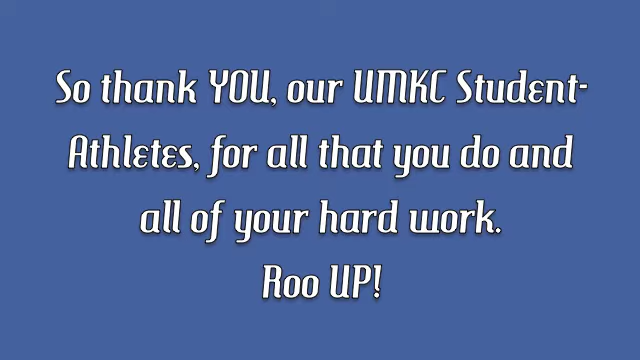 So thank YOU, our UMKC Student-
Athletes, for all that you do and
all of your hard work.
Roo UP!